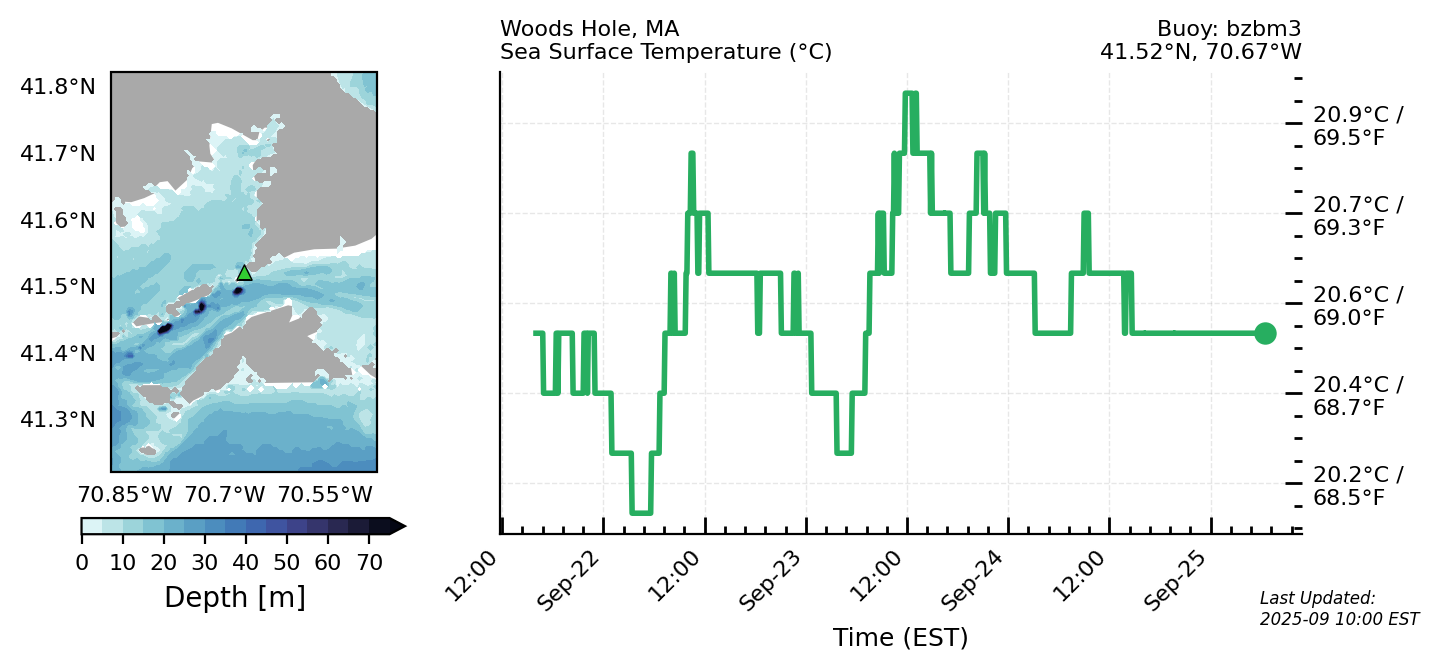 Woods Hole, MA
Sea Surface Temperature (°C)
Buoy: bzbm3
41.52°N, 70.67°W
41.8°N
41.7°N
41.6°N
41.5°N
41.4°N
41.3°N
70.85°W 70.7°W 70.55°W
0 10 20 30 40 50 60 70
Depth [m]
20.9°C /
69.5°F
20.7°C /
69.3°F
20.6°C /
69.0°F
20.4°C /
68.7°F
20.2°C /
68.5°F
12:00 Sep-22 12:00 Sep-23 12:00 Sep-24 12:00 Sep-25
Time (EST)
Last Updated:
2025-09 10:00 EST